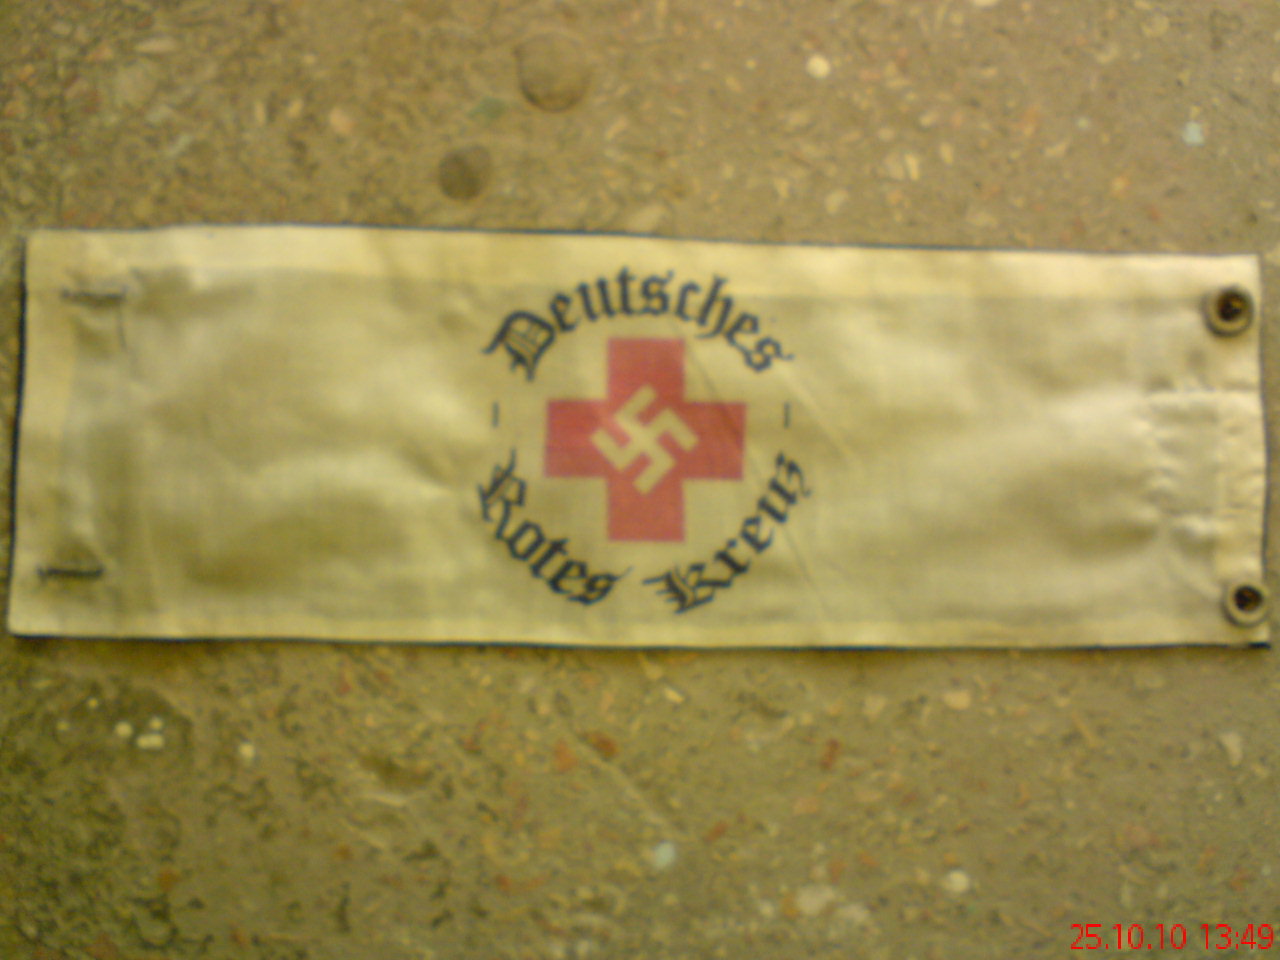 Deutsches
Rotes Kreuz
25.10.10 13:49